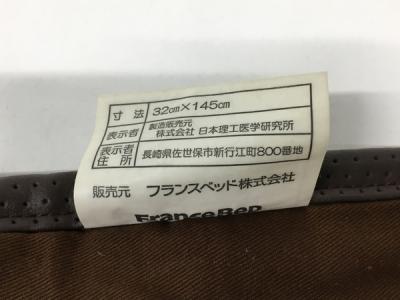 寸法 32cm×145cm
表示者 製造販売元 株式会社 日本理工医学研究所
表示者住所 長崎県佐世保市新行江町800番地
販売元 フランスベッド株式会社
FranceBed